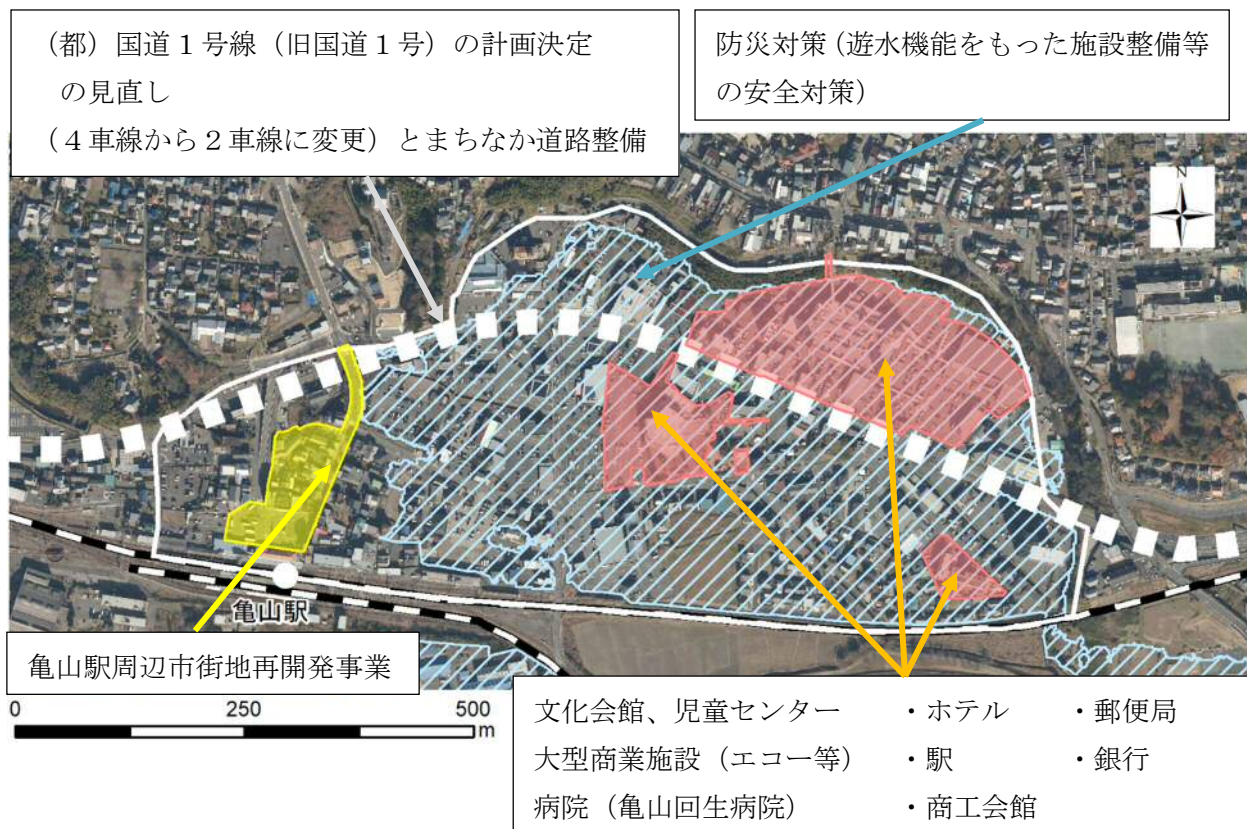 （都）国道１号線（旧国道１号）の計画決定
の見直し
（４車線から２車線に変更）とまちなか道路整備
防災対策（遊水機能をもった施設整備等
の安全対策）
N
亀山駅
亀山駅周辺市街地再開発事業
0 250 500
m
文化会館、児童センター ・ホテル ・郵便局
大型商業施設（エコー等） ・駅 ・銀行
病院（亀山回生病院） ・商工会館